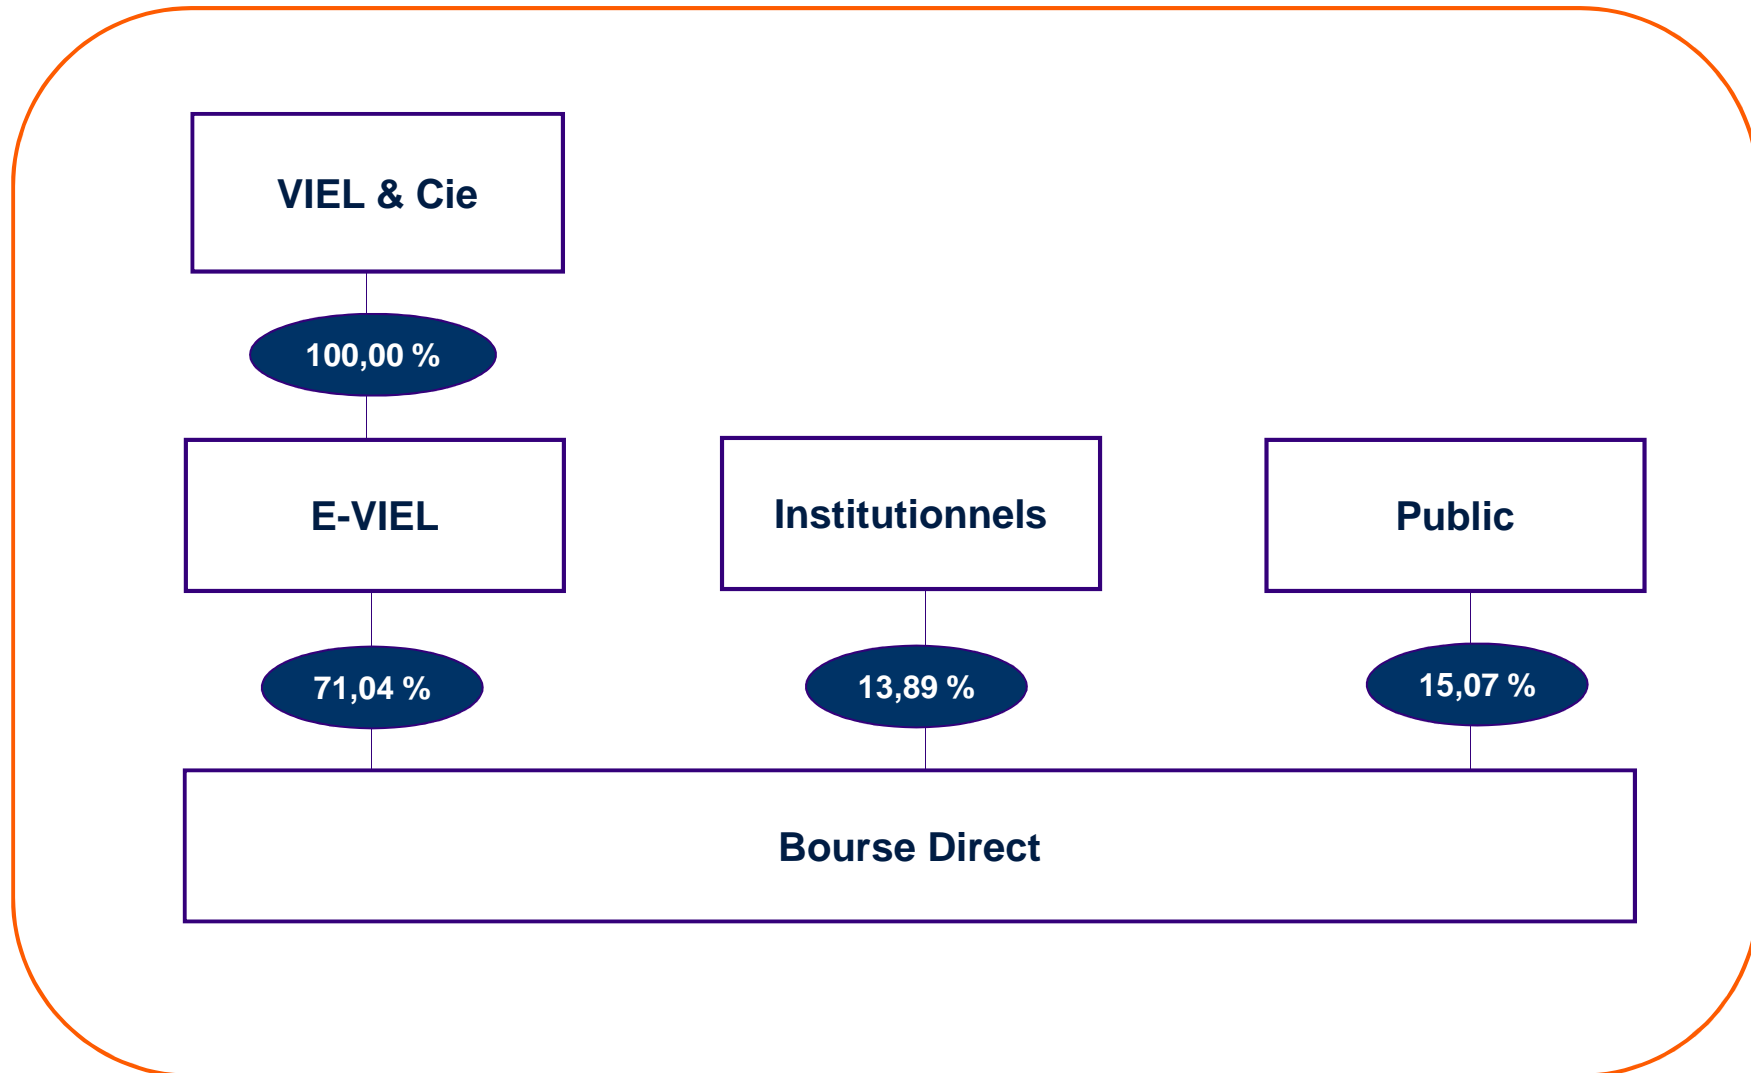 VIEL & Cie
100,00 %
E-VIEL
Institutionnels
Public
71,04 %
13,89 %
15,07 %
Bourse Direct